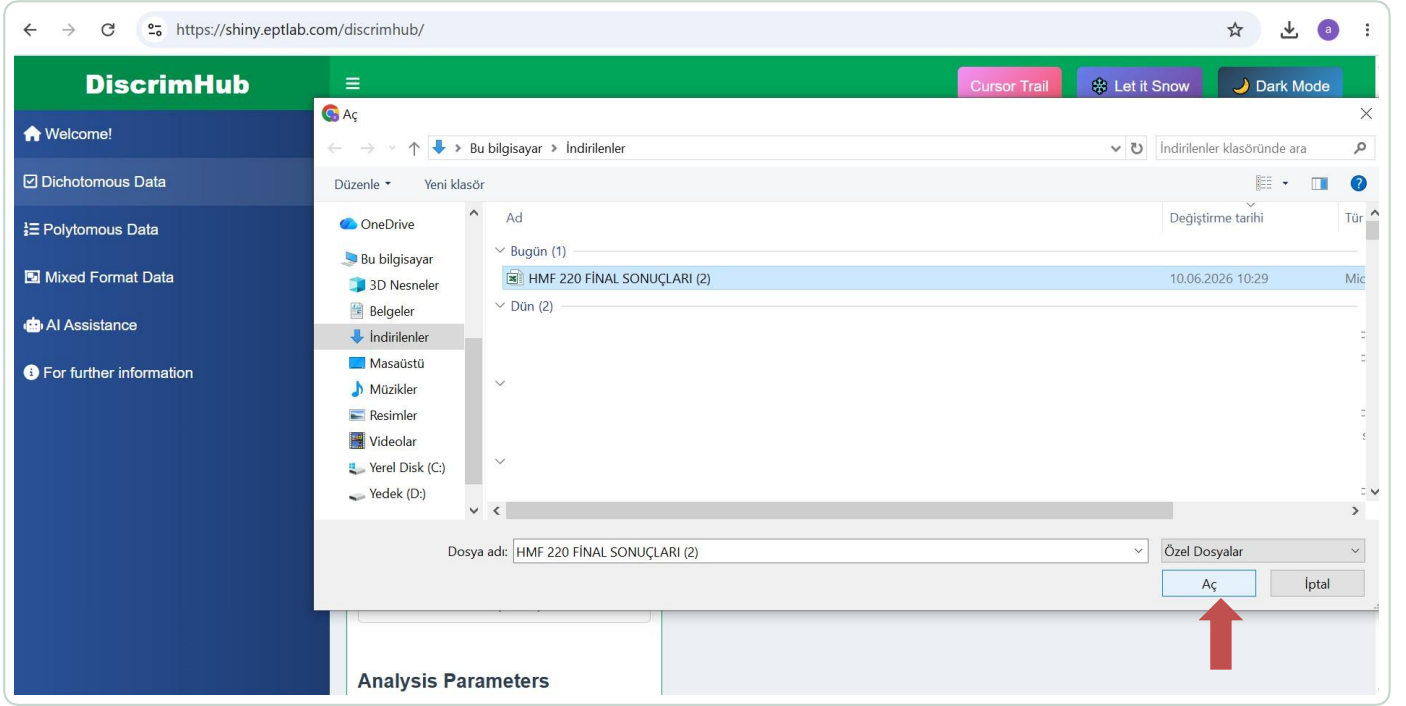 https://shiny.eptlab.com/discrimhub/
a
DiscrimHub
Cursor Trail
Let it Snow
Dark Mode
Welcome!
Dichotomous Data
Polytomous Data
Mixed Format Data
AI Assistance
For further information
Aç
Bu bilgisayar
İndirilenler
İndirilenler klasöründe ara
Düzenle
Yeni klasör
OneDrive
Bu bilgisayar
3D Nesneler
Belgeler
İndirilenler
Masaüstü
Müzikler
Resimler
Videolar
Yerel Disk (C:)
Yedek (D:)
Ad
Değiştirme tarihi
Tür
Bugün (1)
HMF 220 FİNAL SONUÇLARI (2)
10.06.2026 10:29
Mic
Dün (2)
Dosya adı:
HMF 220 FİNAL SONUÇLARI (2)
Özel Dosyalar
Aç
İptal
Analysis Parameters